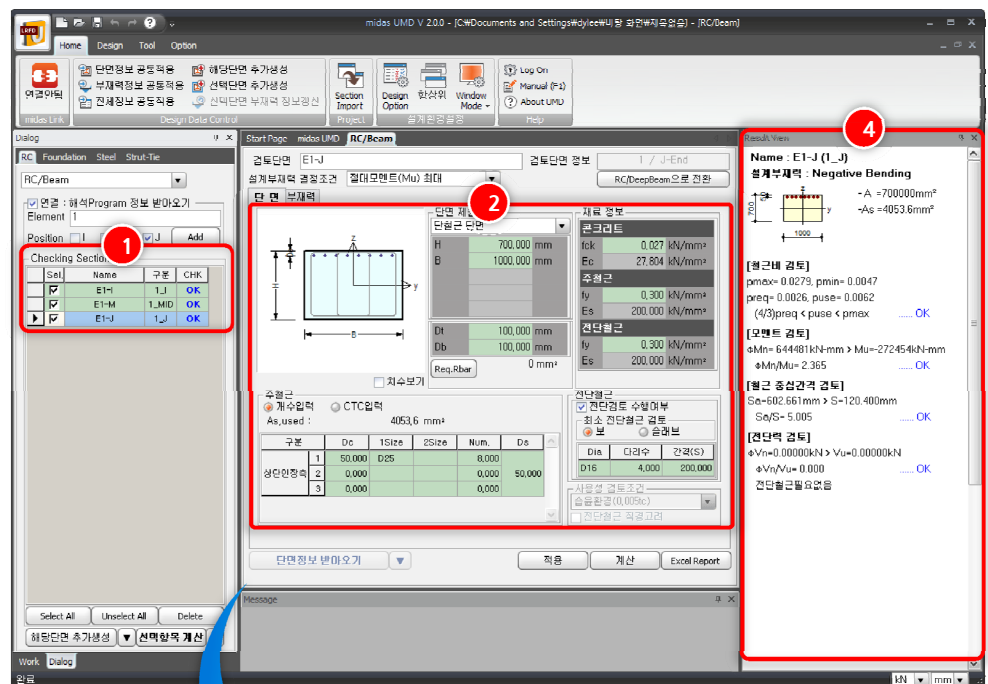 midas UMD V 2.0.0 - [C:₩Documents and Settings₩dylee₩바탕 화면₩제목없음] - [RC/Beam]
LRFD
Home Design Tool Option
연결안됨
단면정보 공통적용
부재력정보 공통적용
전체정보 공통적용
해당단면 추가생성
선택단면 추가생성
선택단면 부재력 정보갱신
Section Import
Design Option
항상위
Window Mode
Log On
Manual (F1)
About UMD
midas Link Design Data Control Project 설계환경설정 Help
Dialog
RC Foundation Steel Strut-Tie
RC/Beam
연결 : 해석Program 정보 받아오기
Element 1
Position I J Add
1
Checking Section
Sel. Name 구분 CHK
E1-I 1_I OK
E1-M 1_MID OK
E1-J 1_J OK
Select All Unselect All Delete
해당단면 추가생성 ▼ 선택항목 계산
Work Dialog
완료
Start Page midas UMD RC/Beam
검토단면 E1-J 검토단면 정보 1 / J-End
설계부재력 결정조건 절대모멘트(Mu) 최대 RC/DeepBeam으로 전환
단 면 부재력
2
z
y
H
B
치수보기
단면 제원
단철근 단면
H 700,000 mm
B 1000,000 mm
Dt 100,000 mm
Db 100,000 mm
Req.Rbar 0 mm²
재료 정보
콘크리트
fck 0,027 kN/mm²
Ec 27,804 kN/mm²
주철근
fy 0,300 kN/mm²
Es 200,000 kN/mm²
전단철근
fy 0,300 kN/mm²
Es 200,000 kN/mm²
주철근
개수입력 CTC입력
As,used : 4053,6 mm²
구분 Dc 1Size 2Size Num. Ds
1 50,000 D25 8,000
상단인장측 2 0,000 0,000 50,000
3 0,000 0,000
전단철근
전단검토 수행여부
최소 전단철근 검토
보 슬래브
Dia 다리수 간격(S)
D16 4,000 200,000
사용성 검토조건
습윤환경(0,005tc)
전단철근 직경고려
단면정보 받아오기 ▼ 적용 계산 Excel Report
Message
Result View
4
Name : E1-J (1_J)
설계부재력 : Negative Bending
z
y
700
1000
- A =700000mm²
-As =4053.6mm²
[철근비 검토]
pmax= 0.0279, pmin= 0.0047
preq= 0.0026, puse= 0.0062
(4/3)preq < puse < pmax ...... OK
[모멘트 검토]
φMn= 644481kN-mm > Mu=-272454kN-mm
φMn/Mu= 2.365 ...... OK
[철근 중심간격 검토]
Sa=602.661mm > S=120.400mm
Sa/S= 5.005 ...... OK
[전단력 검토]
φVn=0.00000kN > Vu=0.00000kN
φVn/Vu= 0.000 ...... OK
전단철근필요없음
kN mm